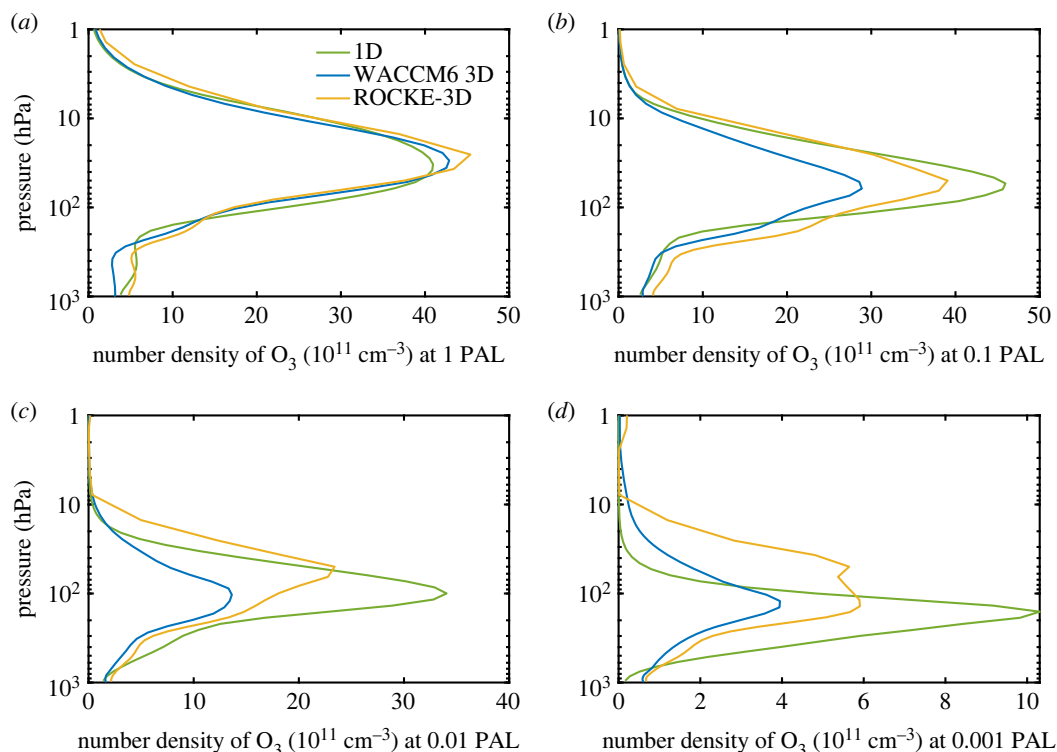 (a)
(b)
1
10
10²
10³
pressure (hPa)
1D
WACCM6 3D
ROCKE-3D
0 10 20 30 40 50
number density of O₃ (10¹¹ cm⁻³) at 1 PAL
1
10
10²
10³
0 10 20 30 40 50
number density of O₃ (10¹¹ cm⁻³) at 0.1 PAL
(c)
(d)
1
10
10²
10³
pressure (hPa)
0 10 20 30 40
number density of O₃ (10¹¹ cm⁻³) at 0.01 PAL
1
10
10²
10³
0 2 4 6 8 10
number density of O₃ (10¹¹ cm⁻³) at 0.001 PAL